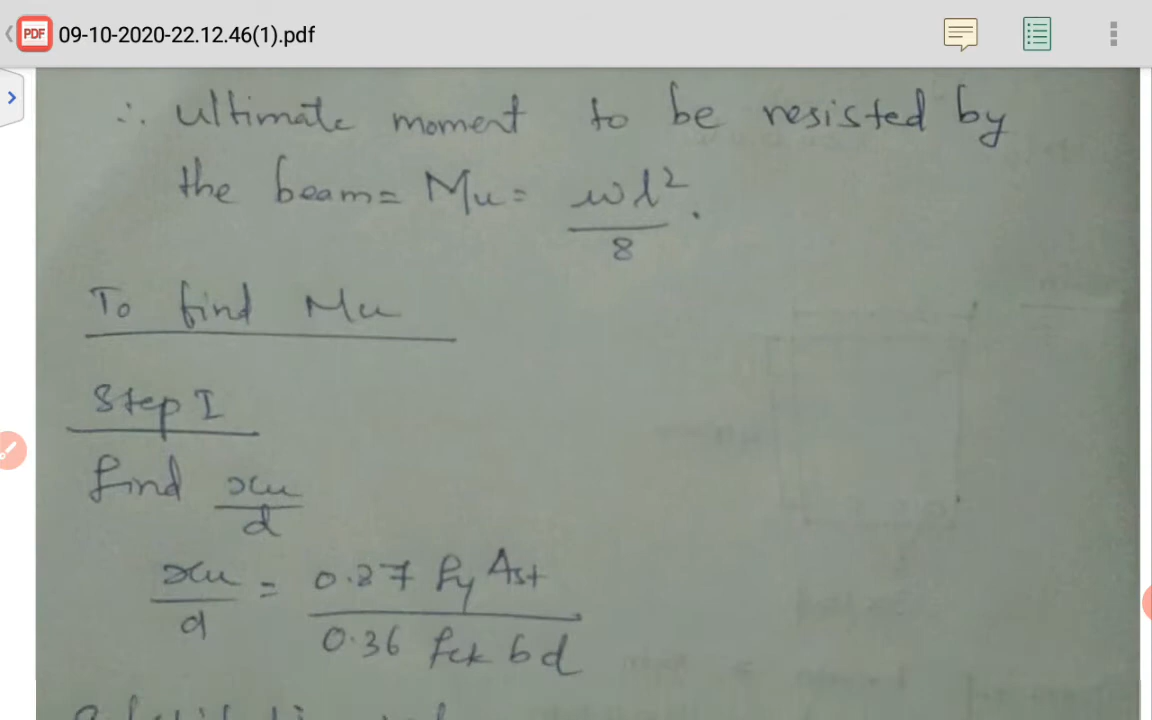 09-10-2020-22.12.46(1).pdf
∴ Ultimate moment to be resisted by
the beam = Mu = wl²/8.
To find Mu
Step I
find xu/d
xu/d = 0.87 fy Ast / 0.36 fck b d